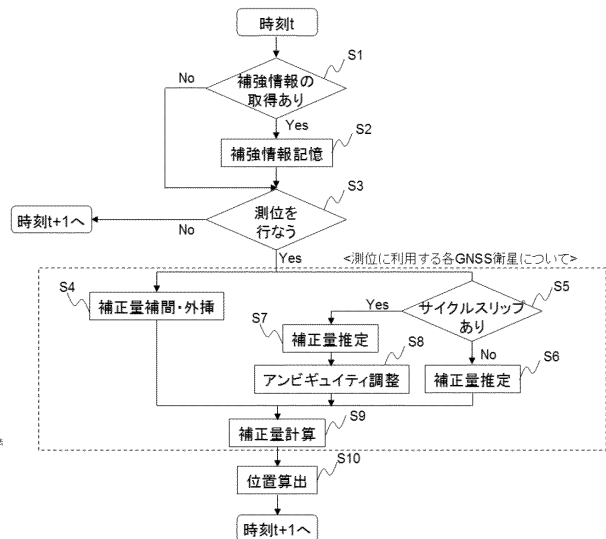 時刻t
S1
補強情報の
取得あり
No
Yes
S2
補強情報記憶
S3
測位を
行なう
時刻t+1へ
No
Yes
<測位に利用する各GNSS衛星について>
S4
補正量補間・外挿
S5
サイクルスリップ
あり
Yes
S7
補正量推定
S8
アンビギュイティ調整
No
S6
補正量推定
S9
補正量計算
S10
位置算出
時刻t+1へ